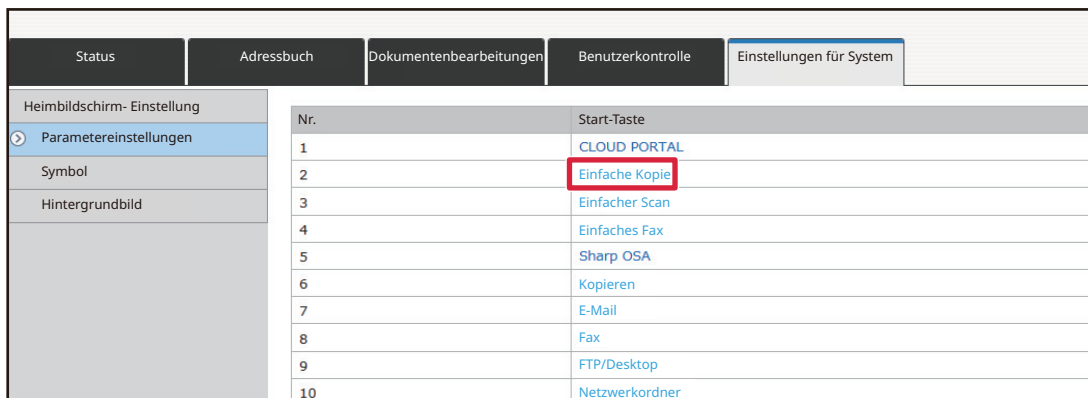 Status Adressbuch Dokumentenbearbeitungen Benutzerkontrolle Einstellungen für System
Heimbildschirm- Einstellung
Parametereinstellungen
Symbol
Hintergrundbild
Nr. Start-Taste
1 CLOUD PORTAL
2 Einfache Kopie
3 Einfacher Scan
4 Einfaches Fax
5 Sharp OSA
6 Kopieren
7 E-Mail
8 Fax
9 FTP/Desktop
10 Netzwerkordner